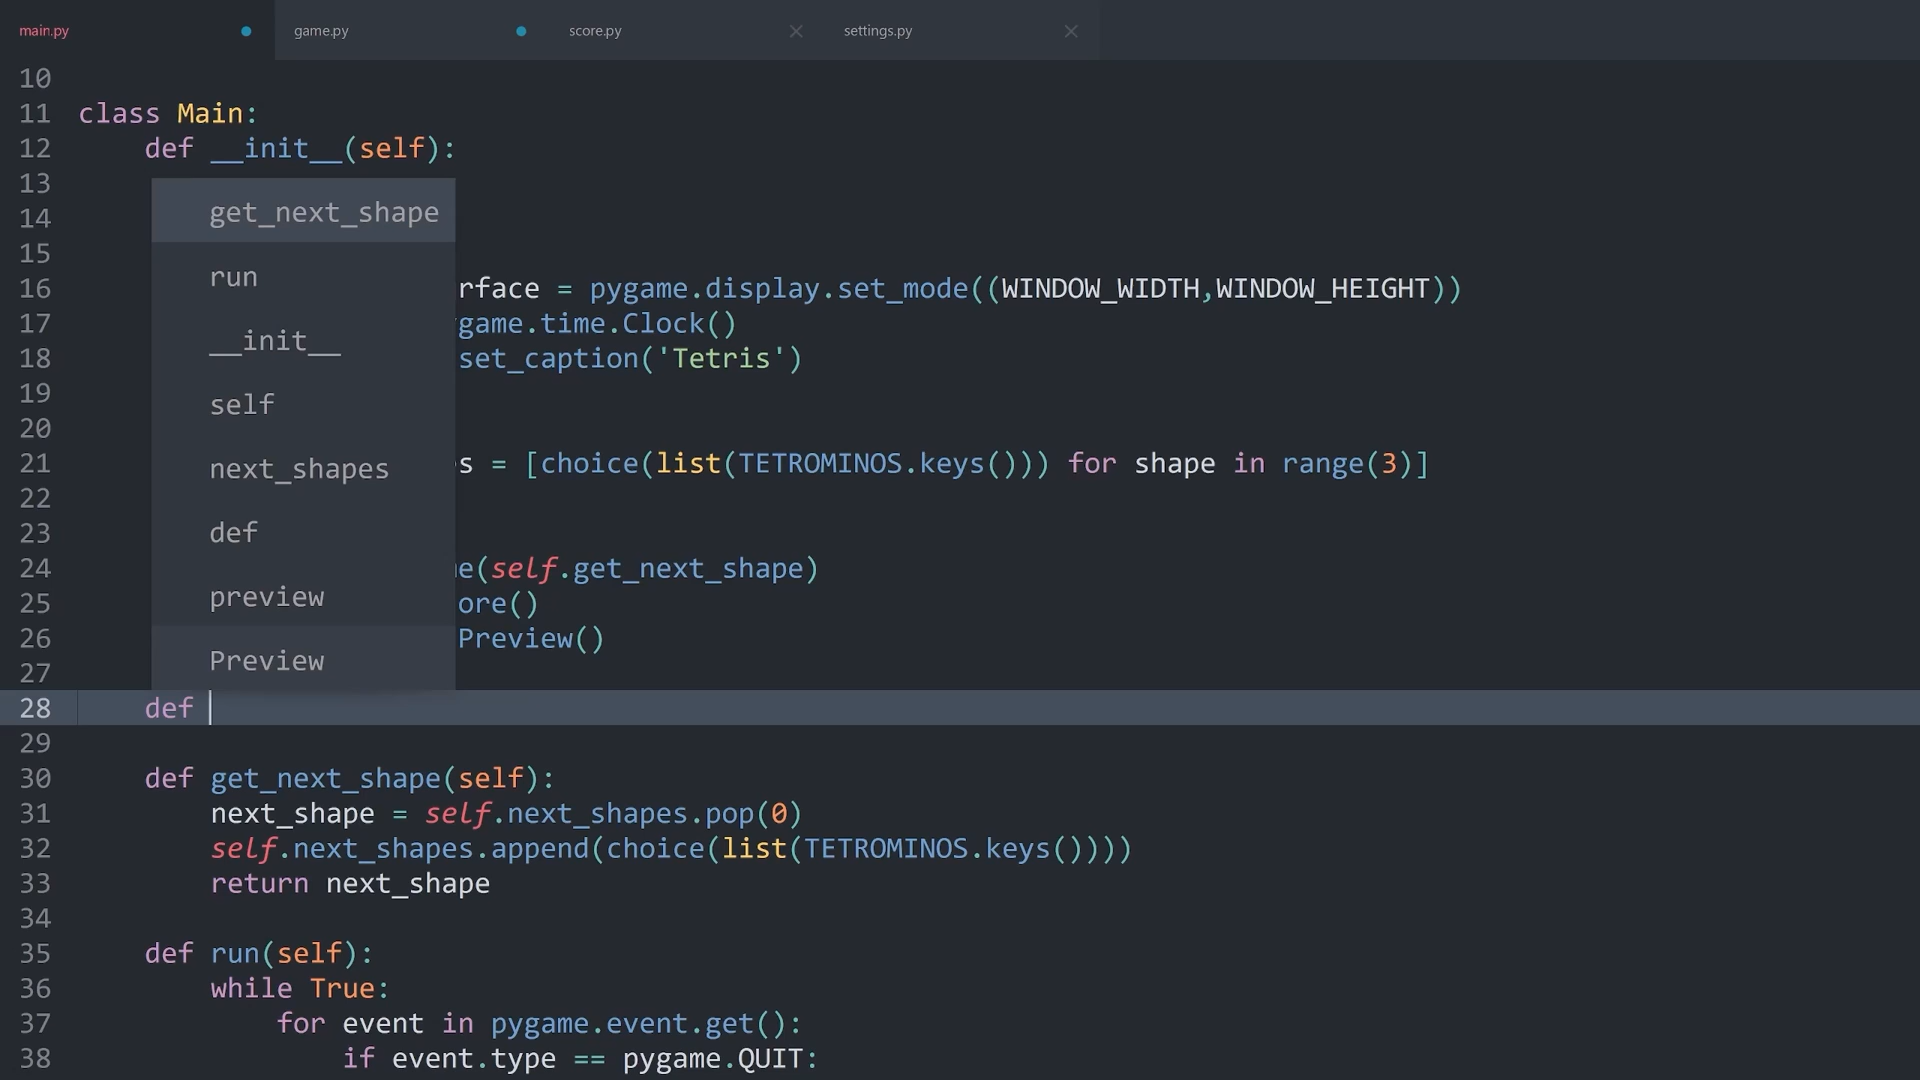 main.py game.py score.py settings.py
10
11 class Main:
12 def __init__(self):
13
14 get_next_shape
15
run
16 rface = pygame.display.set_mode((WINDOW_WIDTH,WINDOW_HEIGHT))
17 game.time.Clock()
__init__
18 set_caption('Tetris')
19
self
20
21 s = [choice(list(TETROMINOS.keys())) for shape in range(3)]
next_shapes
22
23 def
24 e(self.get_next_shape)
25 ore()
preview
26 Preview()
Preview
27
28 def
29
30 def get_next_shape(self):
31 next_shape = self.next_shapes.pop(0)
32 self.next_shapes.append(choice(list(TETROMINOS.keys())))
33 return next_shape
34
35 def run(self):
36 while True:
37 for event in pygame.event.get():
38 if event.type == pygame.QUIT: